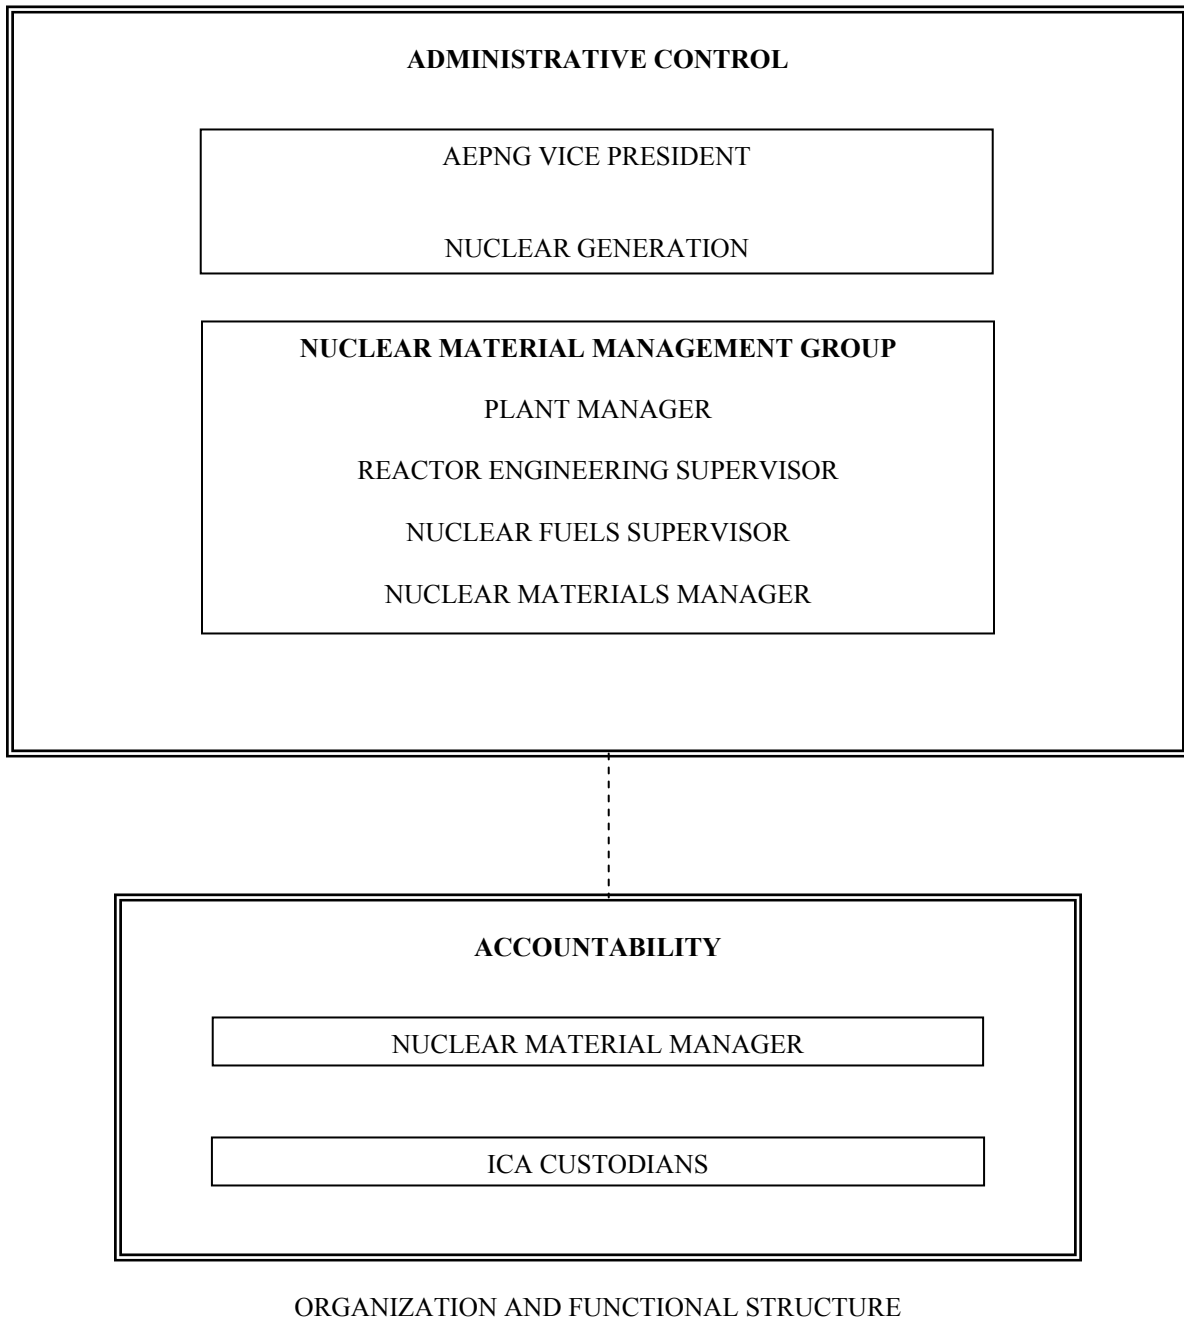 ADMINISTRATIVE CONTROL
AEPNG VICE PRESIDENT
NUCLEAR GENERATION
NUCLEAR MATERIAL MANAGEMENT GROUP
PLANT MANAGER
REACTOR ENGINEERING SUPERVISOR
NUCLEAR FUELS SUPERVISOR
NUCLEAR MATERIALS MANAGER
ACCOUNTABILITY
NUCLEAR MATERIAL MANAGER
ICA CUSTODIANS
ORGANIZATION AND FUNCTIONAL STRUCTURE